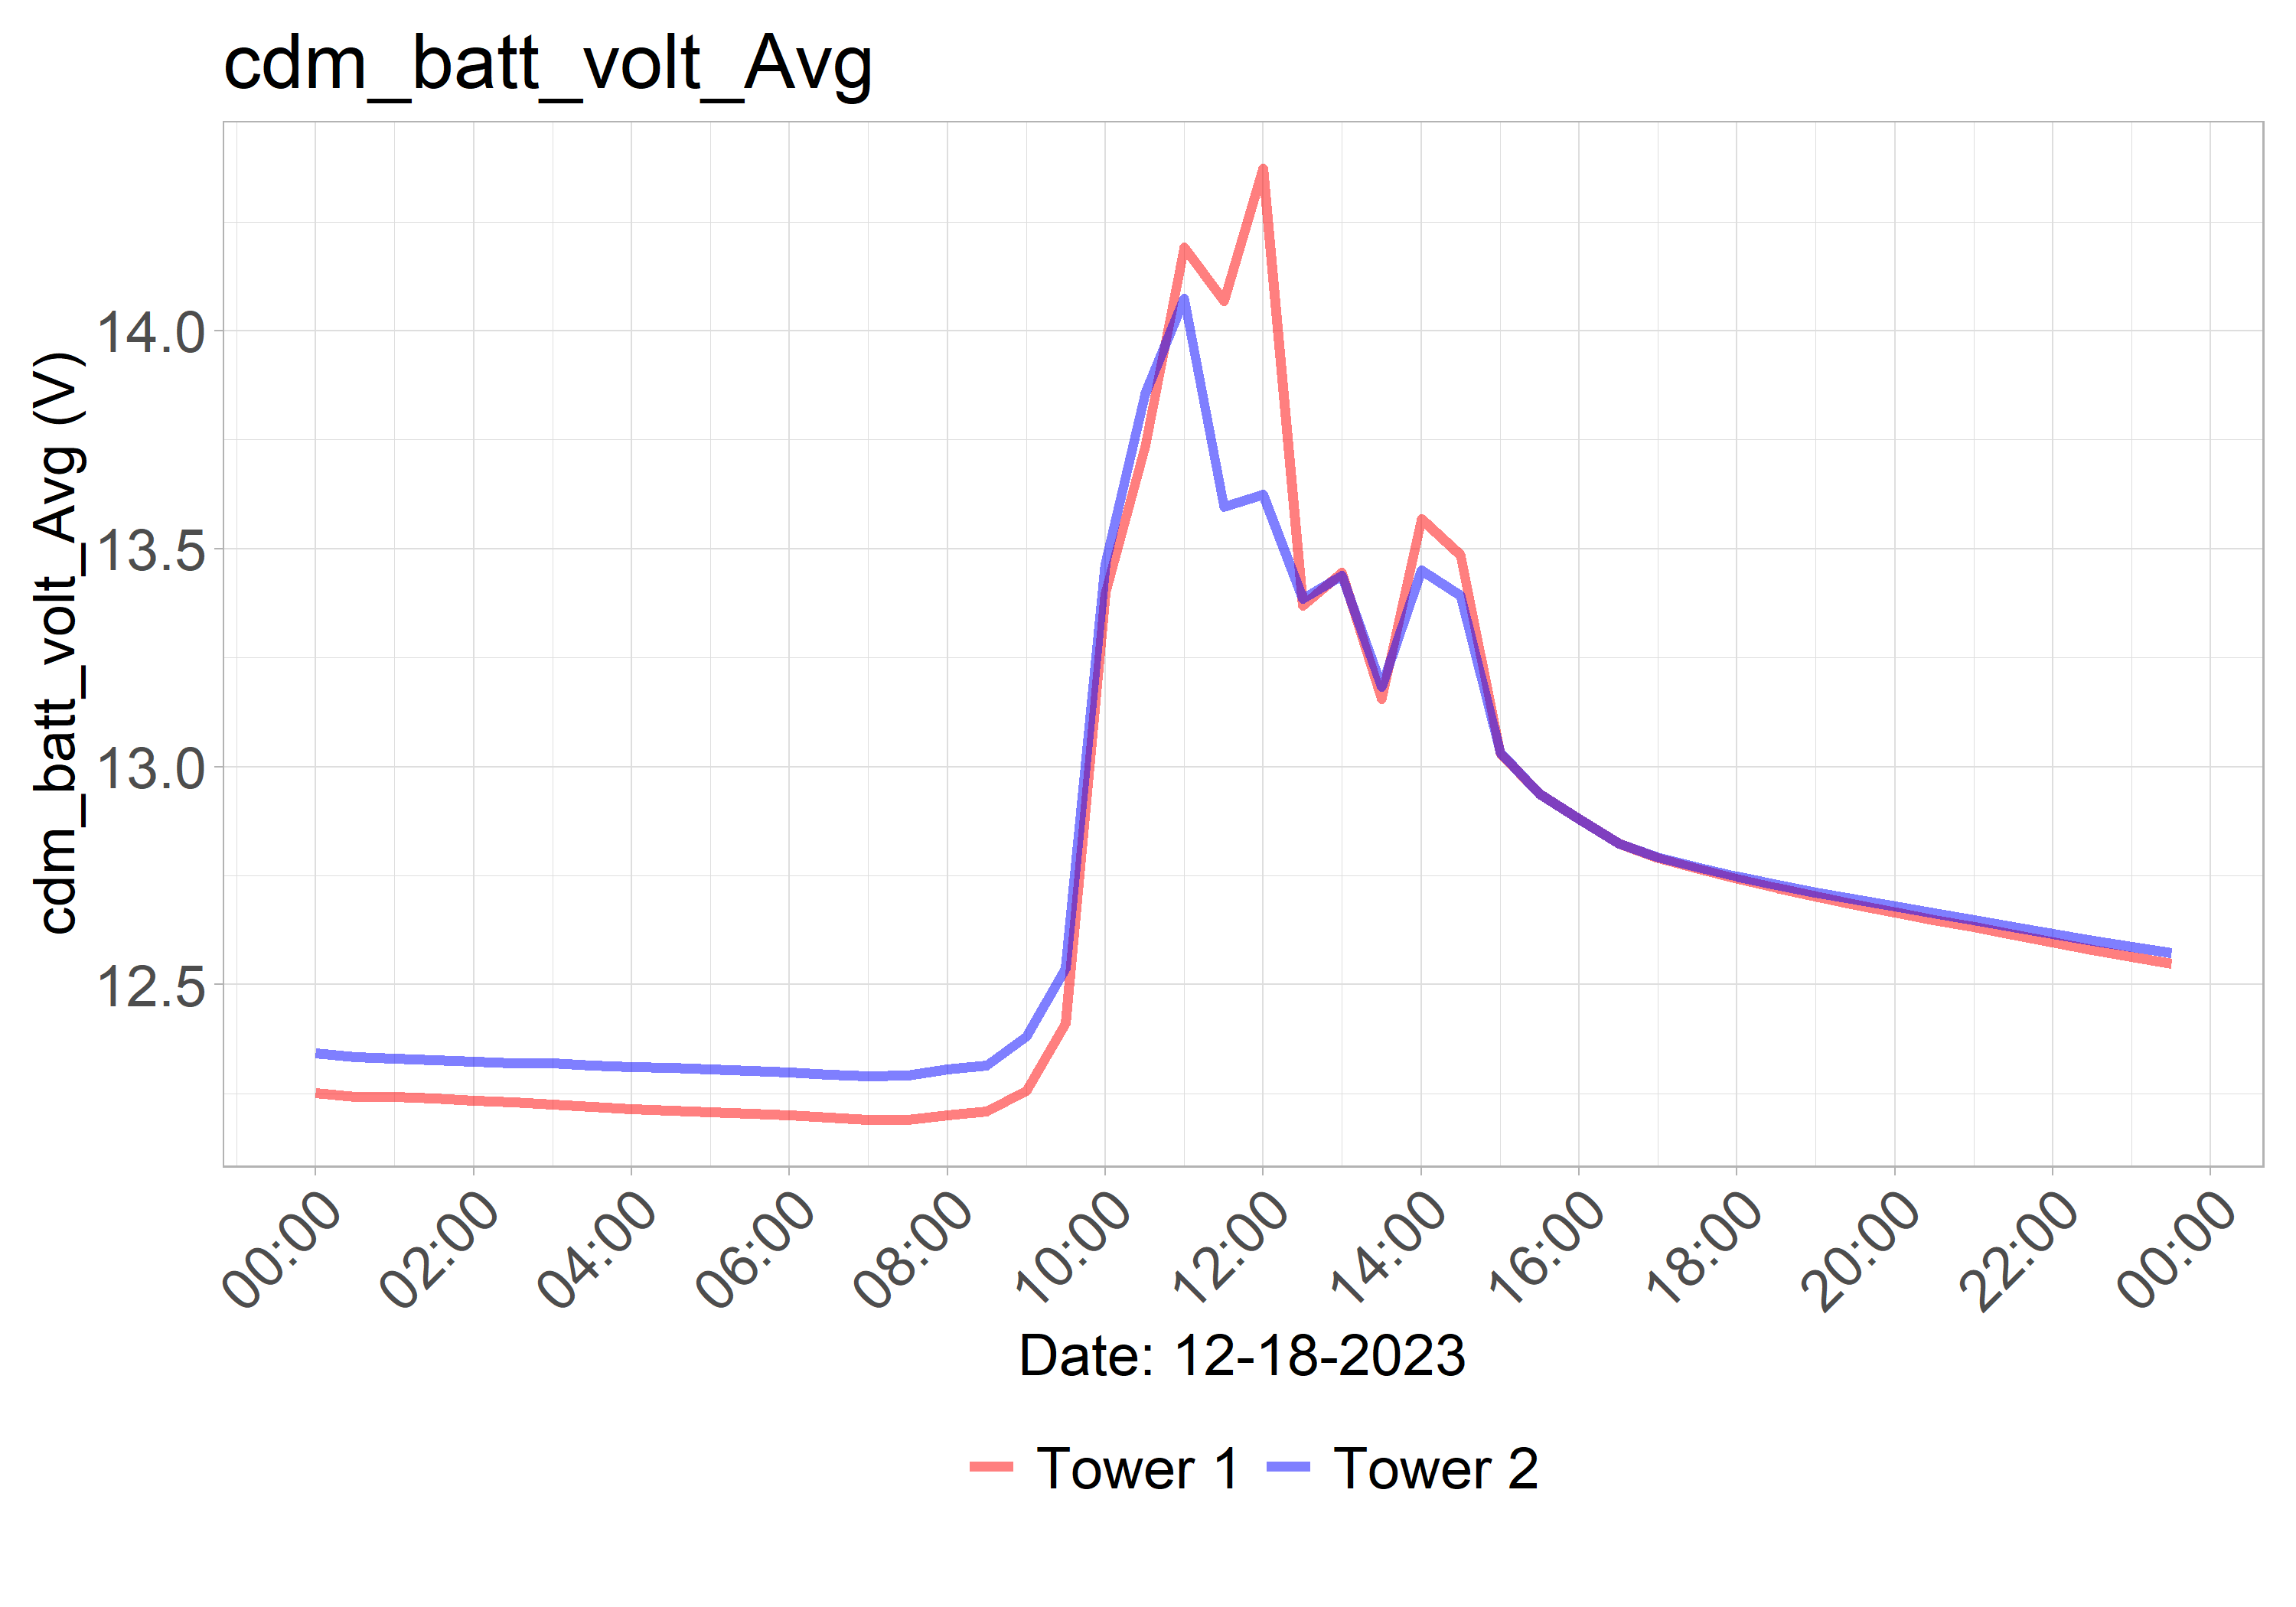 cdm_batt_volt_Avg
cdm_batt_volt_Avg (V)
14.0
13.5
13.0
12.5
00:00 02:00 04:00 06:00 08:00 10:00 12:00 14:00 16:00 18:00 20:00 22:00 00:00
Date: 12-18-2023
Tower 1 Tower 2